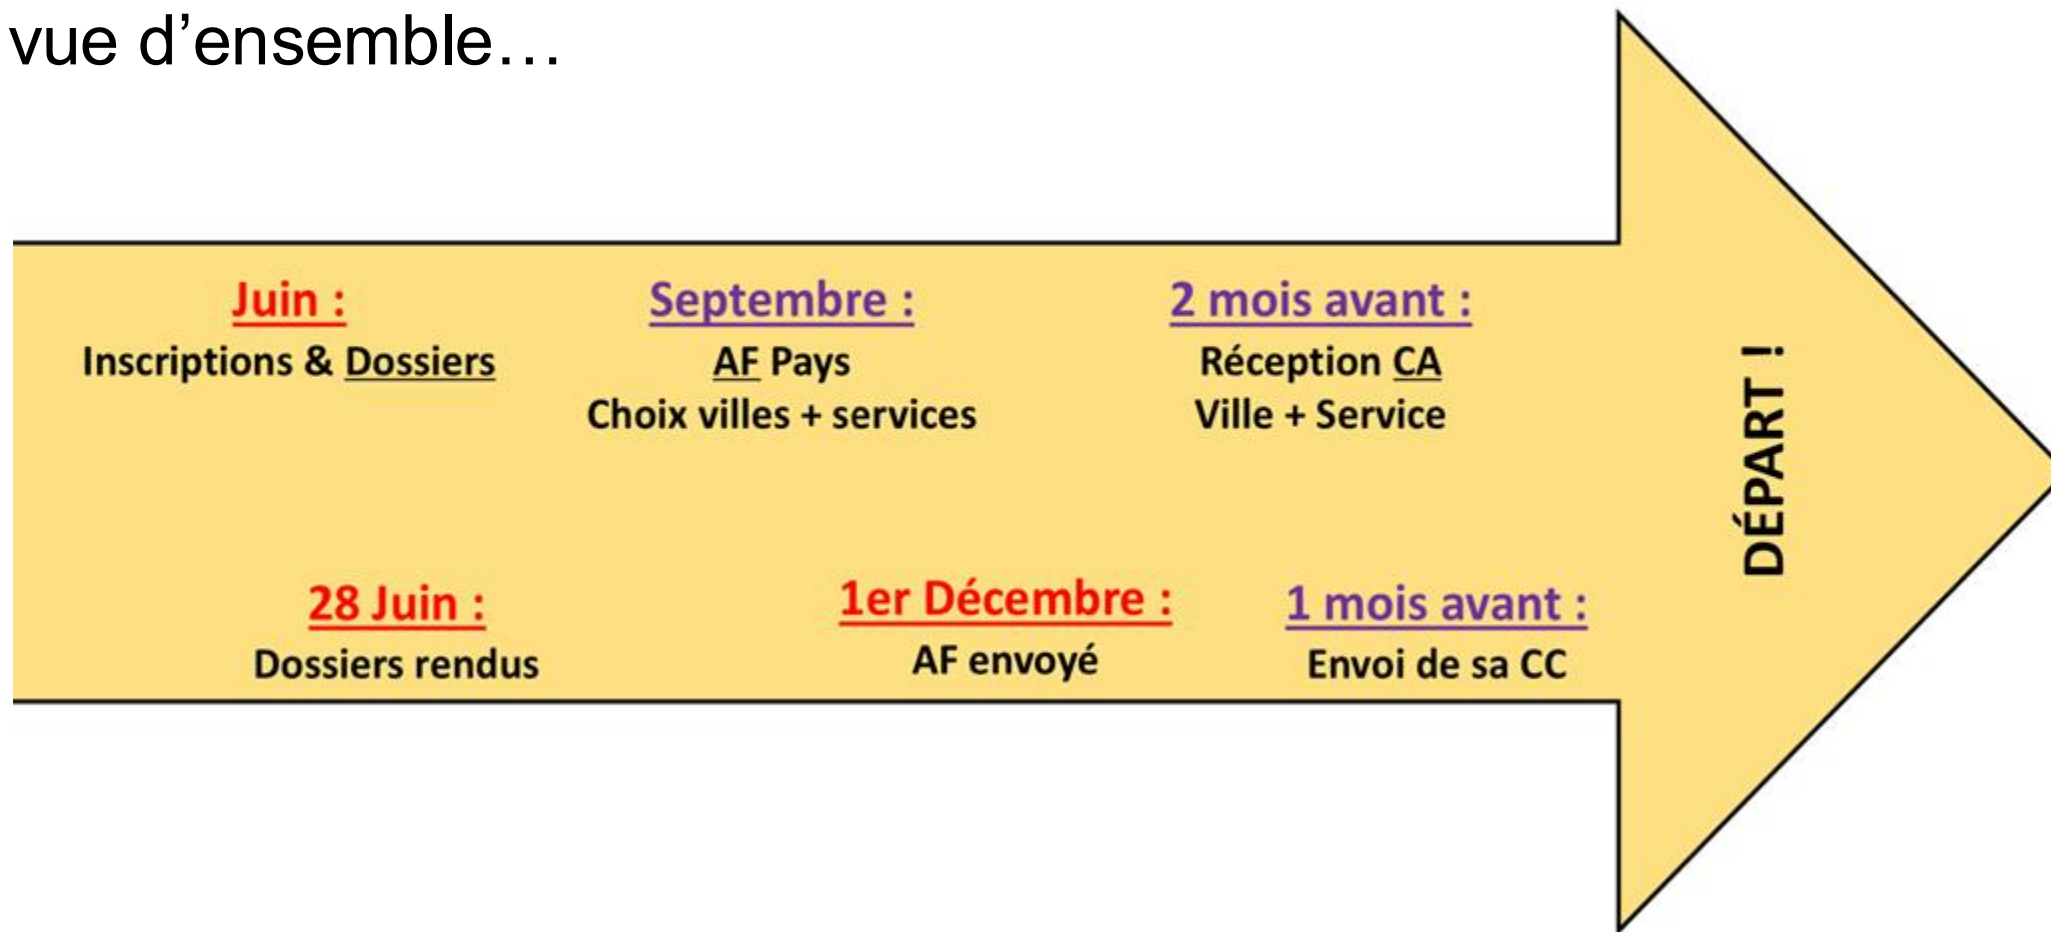 vue d’ensemble…
Juin :
Inscriptions & Dossiers
Septembre :
AF Pays
Choix villes + services
2 mois avant :
Réception CA
Ville + Service
28 Juin :
Dossiers rendus
1er Décembre :
AF envoyé
1 mois avant :
Envoi de sa CC
DÉPART !